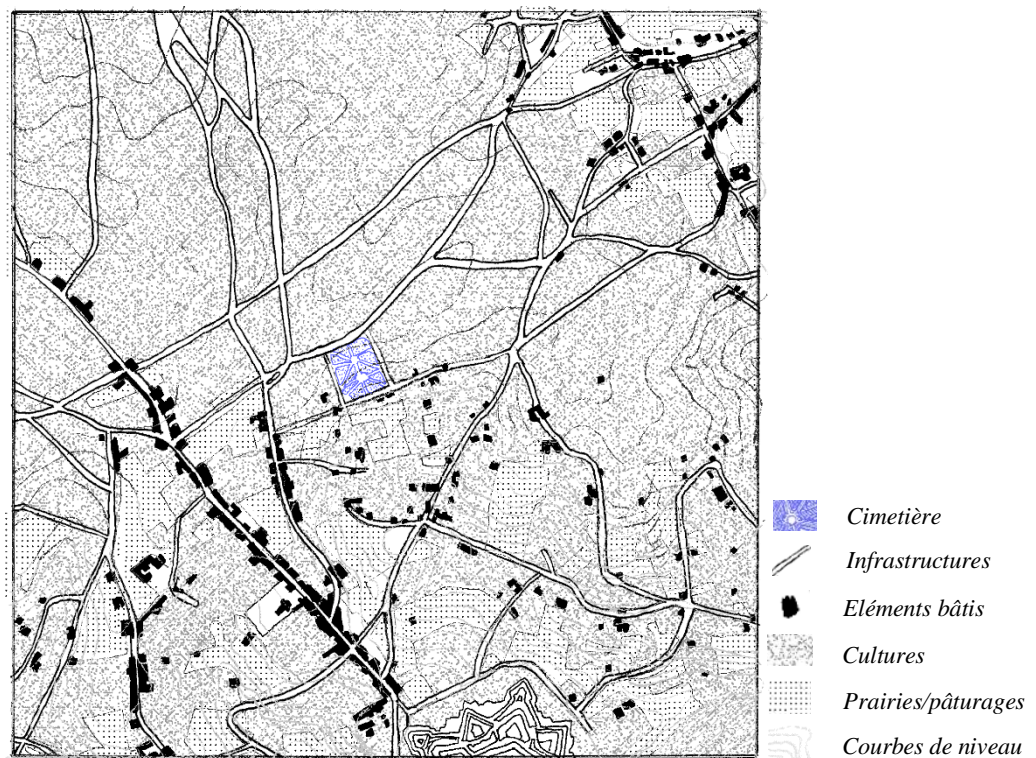 Cimetière
Infrastructures
Eléments bâtis
Cultures
Prairies/pâturages
Courbes de niveau